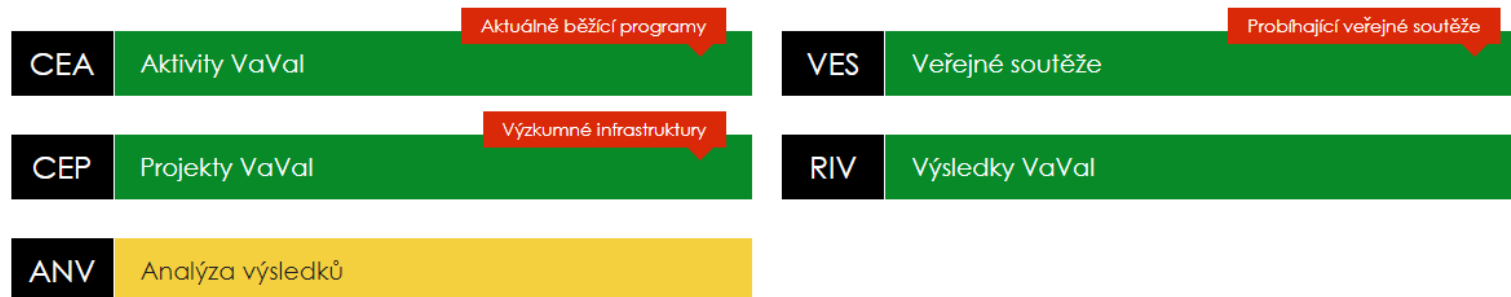 Aktuálně běžící programy
CEA Aktivity VaVaI
Probíhající veřejné soutěže
VES Veřejné soutěže
Výzkumné infrastruktury
CEP Projekty VaVaI
RIV Výsledky VaVaI
ANV Analýza výsledků